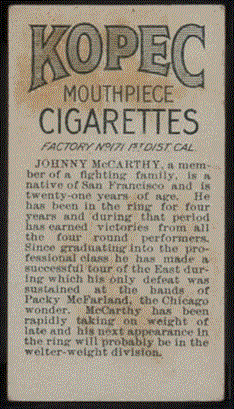 KOPEC
MOUTHPIECE
CIGARETTES
FACTORY Nº171 1ST DIST. CAL.
JOHNNY McCARTHY, a mem-
ber of a fighting family, is a
native of San Francisco and is
twenty-one years of age. He
has been in the ring for four
years and during that period
has earned victories from all
the four round performers.
Since graduating into the pro-
fessional class he has made a
successful tour of the East dur-
ing which his only defeat was
sustained at the hands of
Packy McFarland, the Chicago
wonder. McCarthy has been
rapidly taking on weight of
late and his next appearance in
the ring will probably be in the
welter-weight division.